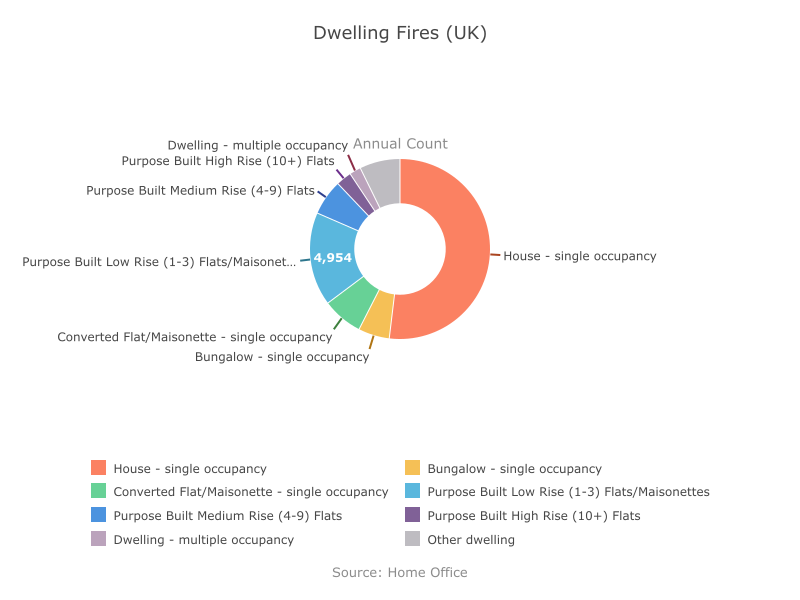 Dwelling Fires (UK)
Annual Count
Dwelling - multiple occupancy
Purpose Built High Rise (10+) Flats
Purpose Built Medium Rise (4-9) Flats
Purpose Built Low Rise (1-3) Flats/Maisonet...
4,954
House - single occupancy
Converted Flat/Maisonette - single occupancy
Bungalow - single occupancy
House - single occupancy
Bungalow - single occupancy
Converted Flat/Maisonette - single occupancy
Purpose Built Low Rise (1-3) Flats/Maisonettes
Purpose Built Medium Rise (4-9) Flats
Purpose Built High Rise (10+) Flats
Dwelling - multiple occupancy
Other dwelling
Source: Home Office